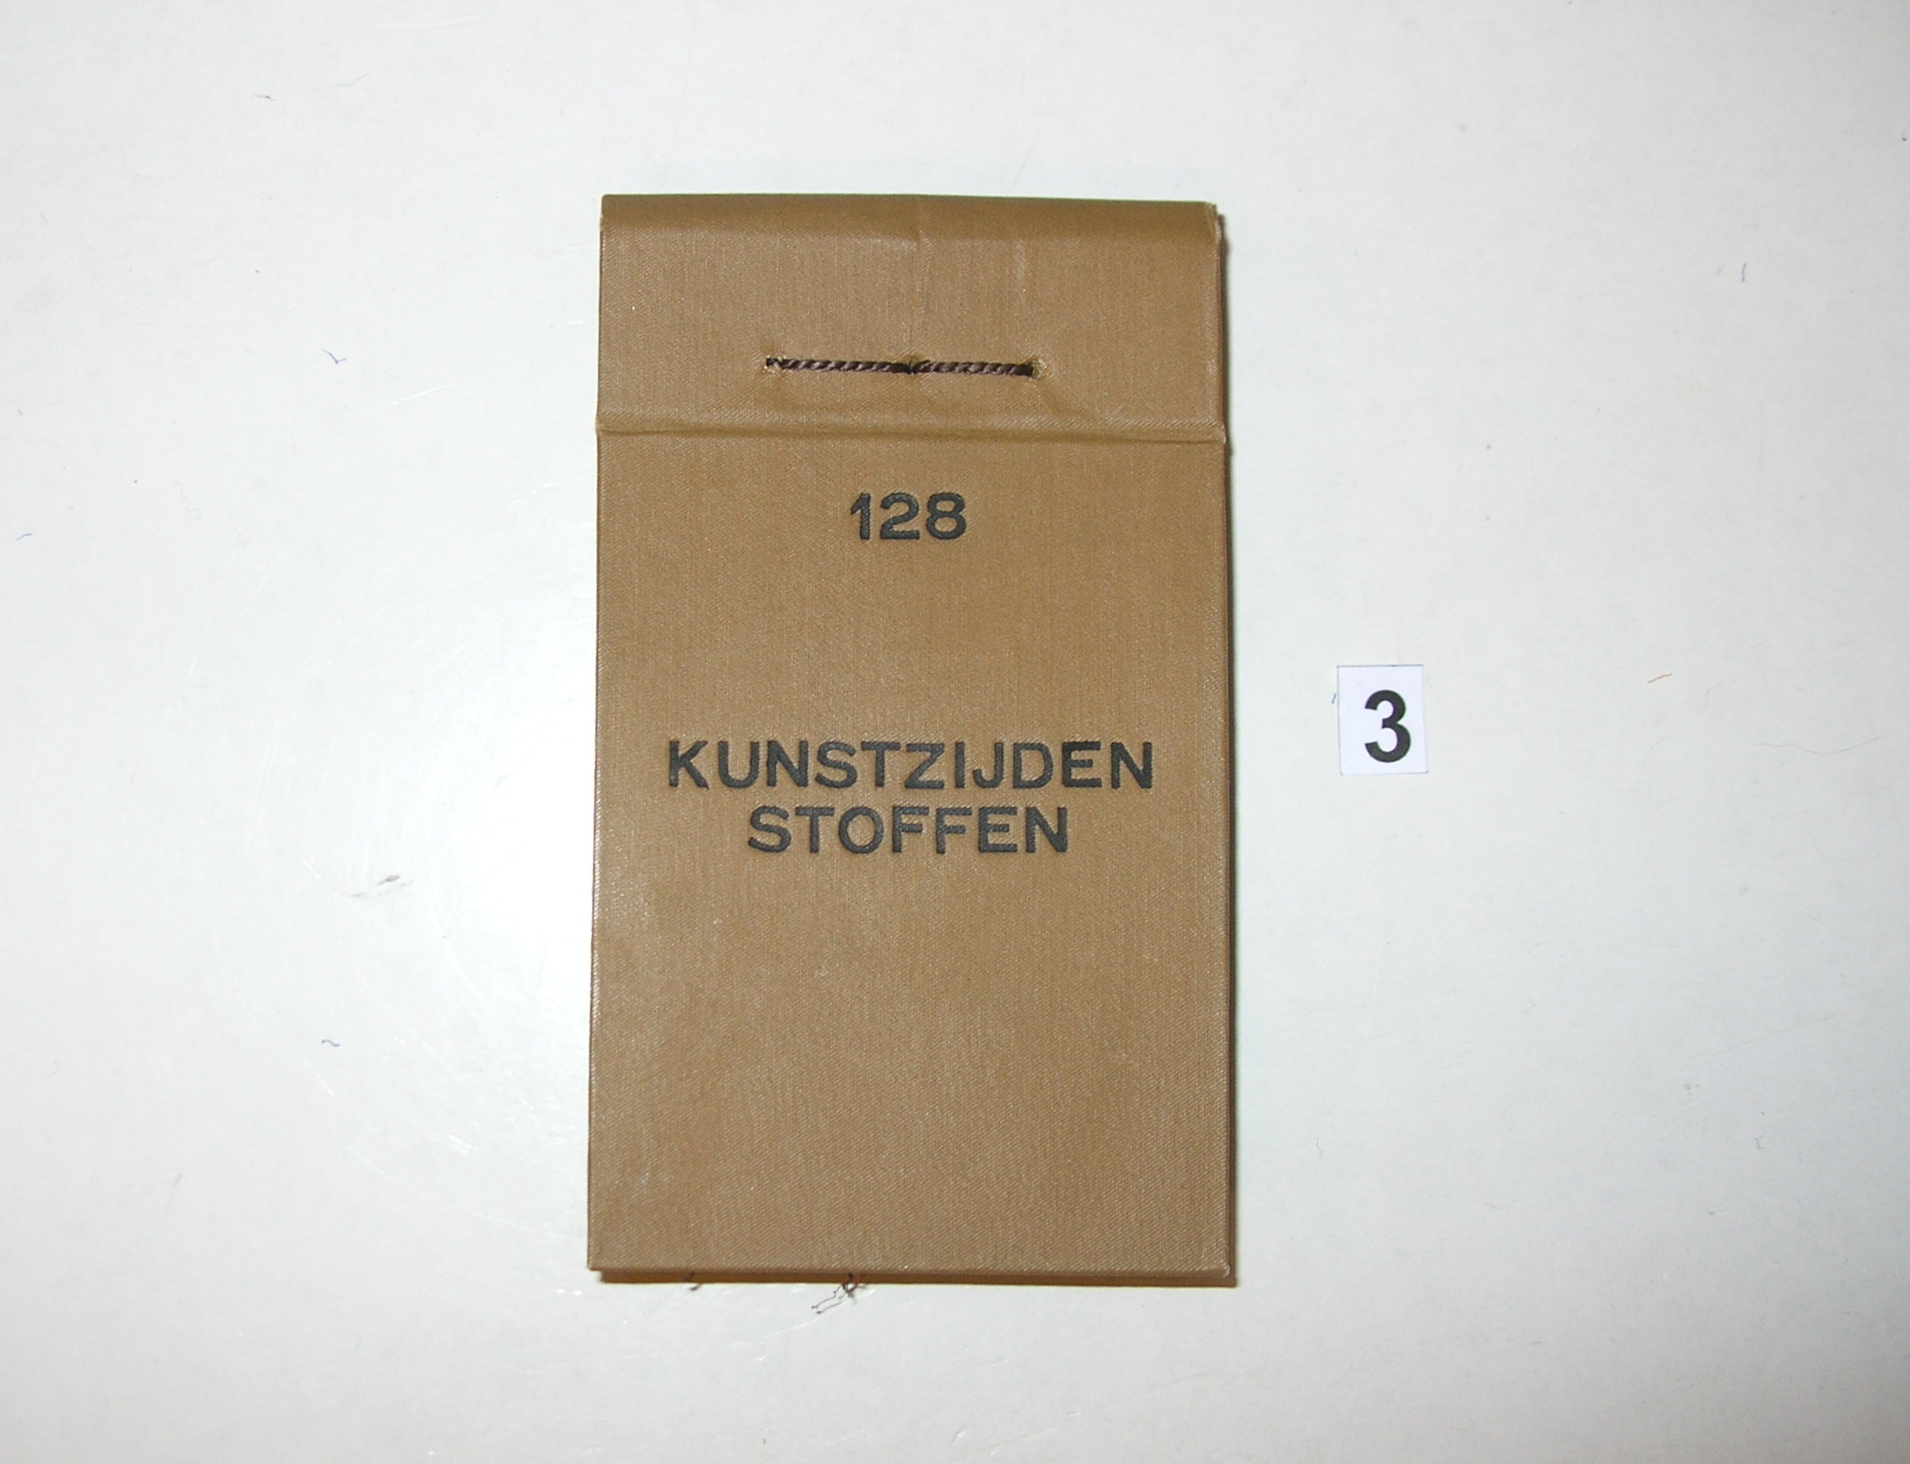 128
KUNSTZIJDEN
STOFFEN
3